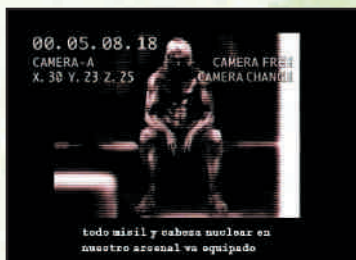 00.05.08.18
CAMERA-A
X. 30 Y. 23 Z. 25
CAMERA FREE
CAMERA CHANGE
todo misil y cabeza nuclear en
nuestro arsenal va equipado